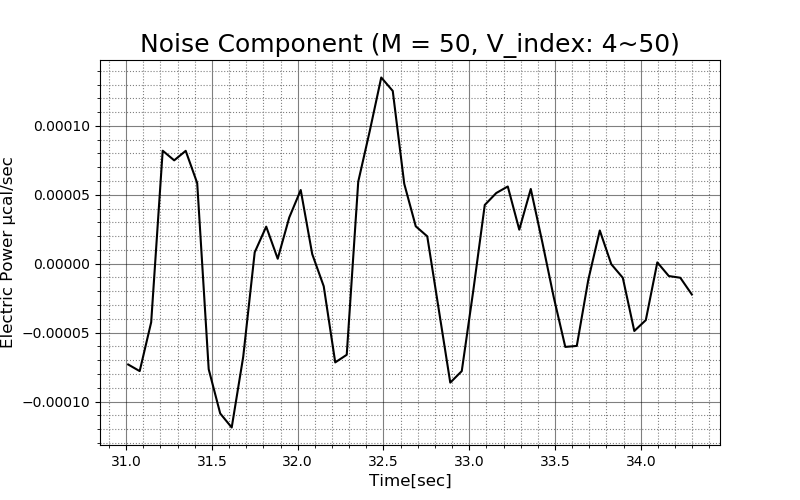 Noise Component (M = 50, V_index: 4~50)
Electric Power μcal/sec
0.00010
0.00005
0.00000
−0.00005
−0.00010
31.0 31.5 32.0 32.5 33.0 33.5 34.0
Time[sec]